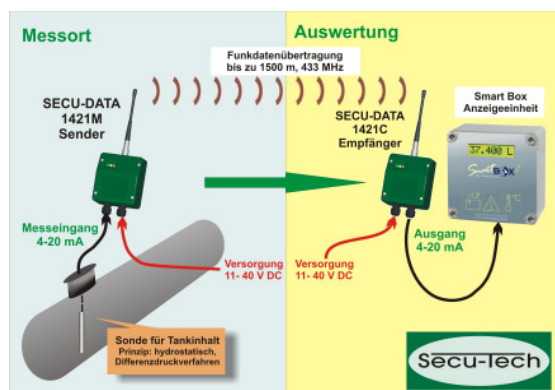 Messort
Auswertung
Funkdatenübertragung
bis zu 1500 m, 433 MHz
SECU-DATA
1421M
Sender
SECU-DATA
1421C
Empfänger
Smart Box
Anzeigeeinheit
37.400 L
Smart BOX
Messeingang
4-20 mA
Ausgang
4-20 mA
Versorgung
11- 40 V DC
Versorgung
11- 40 V DC
Sonde für Tankinhalt
Prinzip: hydrostatisch,
Differenzdruckverfahren
Secu-Tech